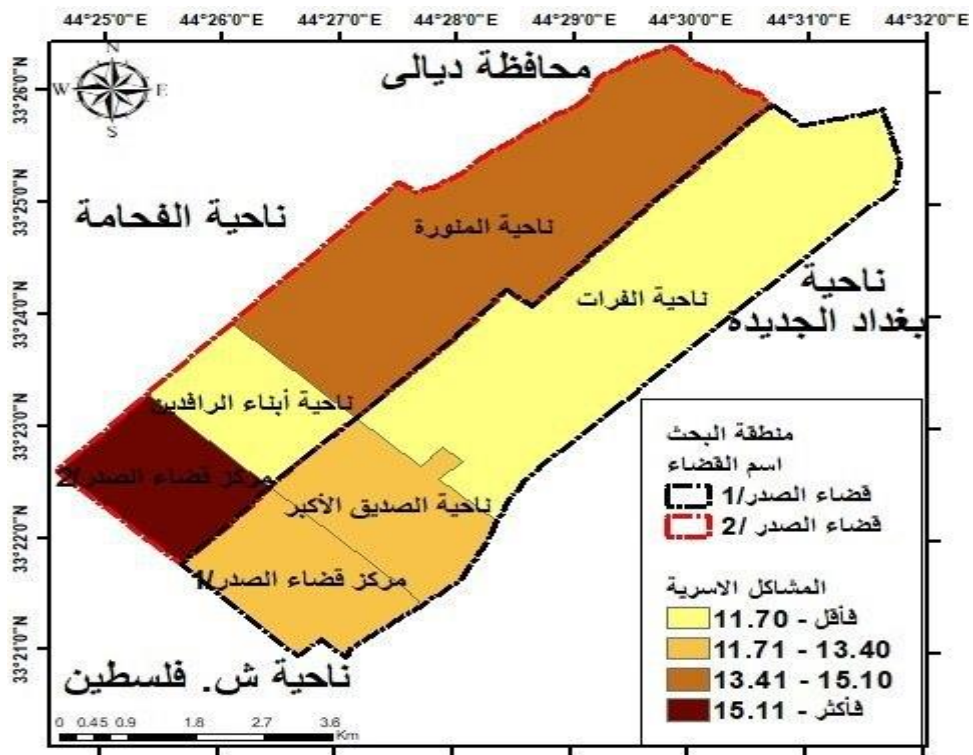 44°25'0"E 44°26'0"E 44°27'0"E 44°28'0"E 44°29'0"E 44°30'0"E 44°31'0"E 44°32'0"E
33°26'0"N
33°25'0"N
33°24'0"N
33°23'0"N
33°22'0"N
33°21'0"N
N
W E
S
محافظة ديالى
ناحية الفحامة
ناحية المنورة
ناحية الفرات
ناحية
بغداد الجديده
ناحية أبناء الرافدين
مركز قضاء الصدر/2
ناحية الصديق الأكبر
مركز قضاء الصدر/1
ناحية ش. فلسطين
منطقة البحث
اسم القضاء
قضاء الصدر/1
قضاء الصدر /2
المشاكل الاسرية
فأقل - 11.70
11.71 - 13.40
13.41 - 15.10
فأكثر - 15.11
0 0.45 0.9 1.8 2.7 3.6
Km